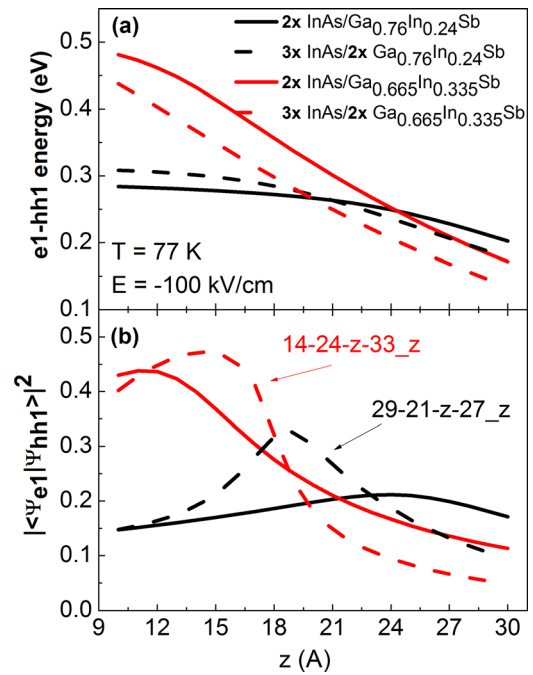 (a)
2x InAs/Ga0.76In0.24Sb
3x InAs/2x Ga0.76In0.24Sb
2x InAs/Ga0.665In0.335Sb
3x InAs/2x Ga0.665In0.335Sb
e1-hh1 energy (eV)
0.5
0.4
0.3
0.2
0.1
T = 77 K
E = -100 kV/cm
(b)
14-24-z-33_z
29-21-z-27_z
|<Ψe1|Ψhh1>|2
0.5
0.4
0.3
0.2
0.1
0.0
9 12 15 18 21 24 27 30
z (A)